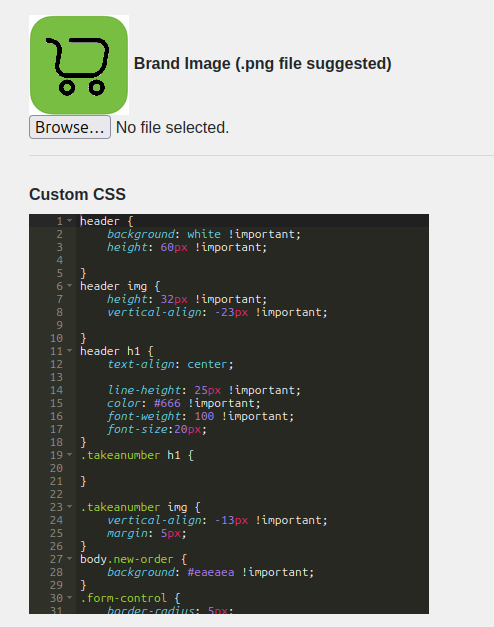 Brand Image (.png file suggested)
Browse... No file selected.
Custom CSS
1 header {
2 background: white !important;
3 height: 60px !important;
4
5 }
6 header img {
7 height: 32px !important;
8 vertical-align: -23px !important;
9
10 }
11 header h1 {
12 text-align: center;
13
14 line-height: 25px !important;
15 color: #666 !important;
16 font-weight: 100 !important;
17 font-size:20px;
18 }
19 .takeanumber h1 {
20
21 }
22
23 .takeanumber img {
24 vertical-align: -13px !important;
25 margin: 5px;
26 }
27 body.new-order {
28 background: #eaeaea !important;
29 }
30 .form-control {
31 border-radius: 5px;